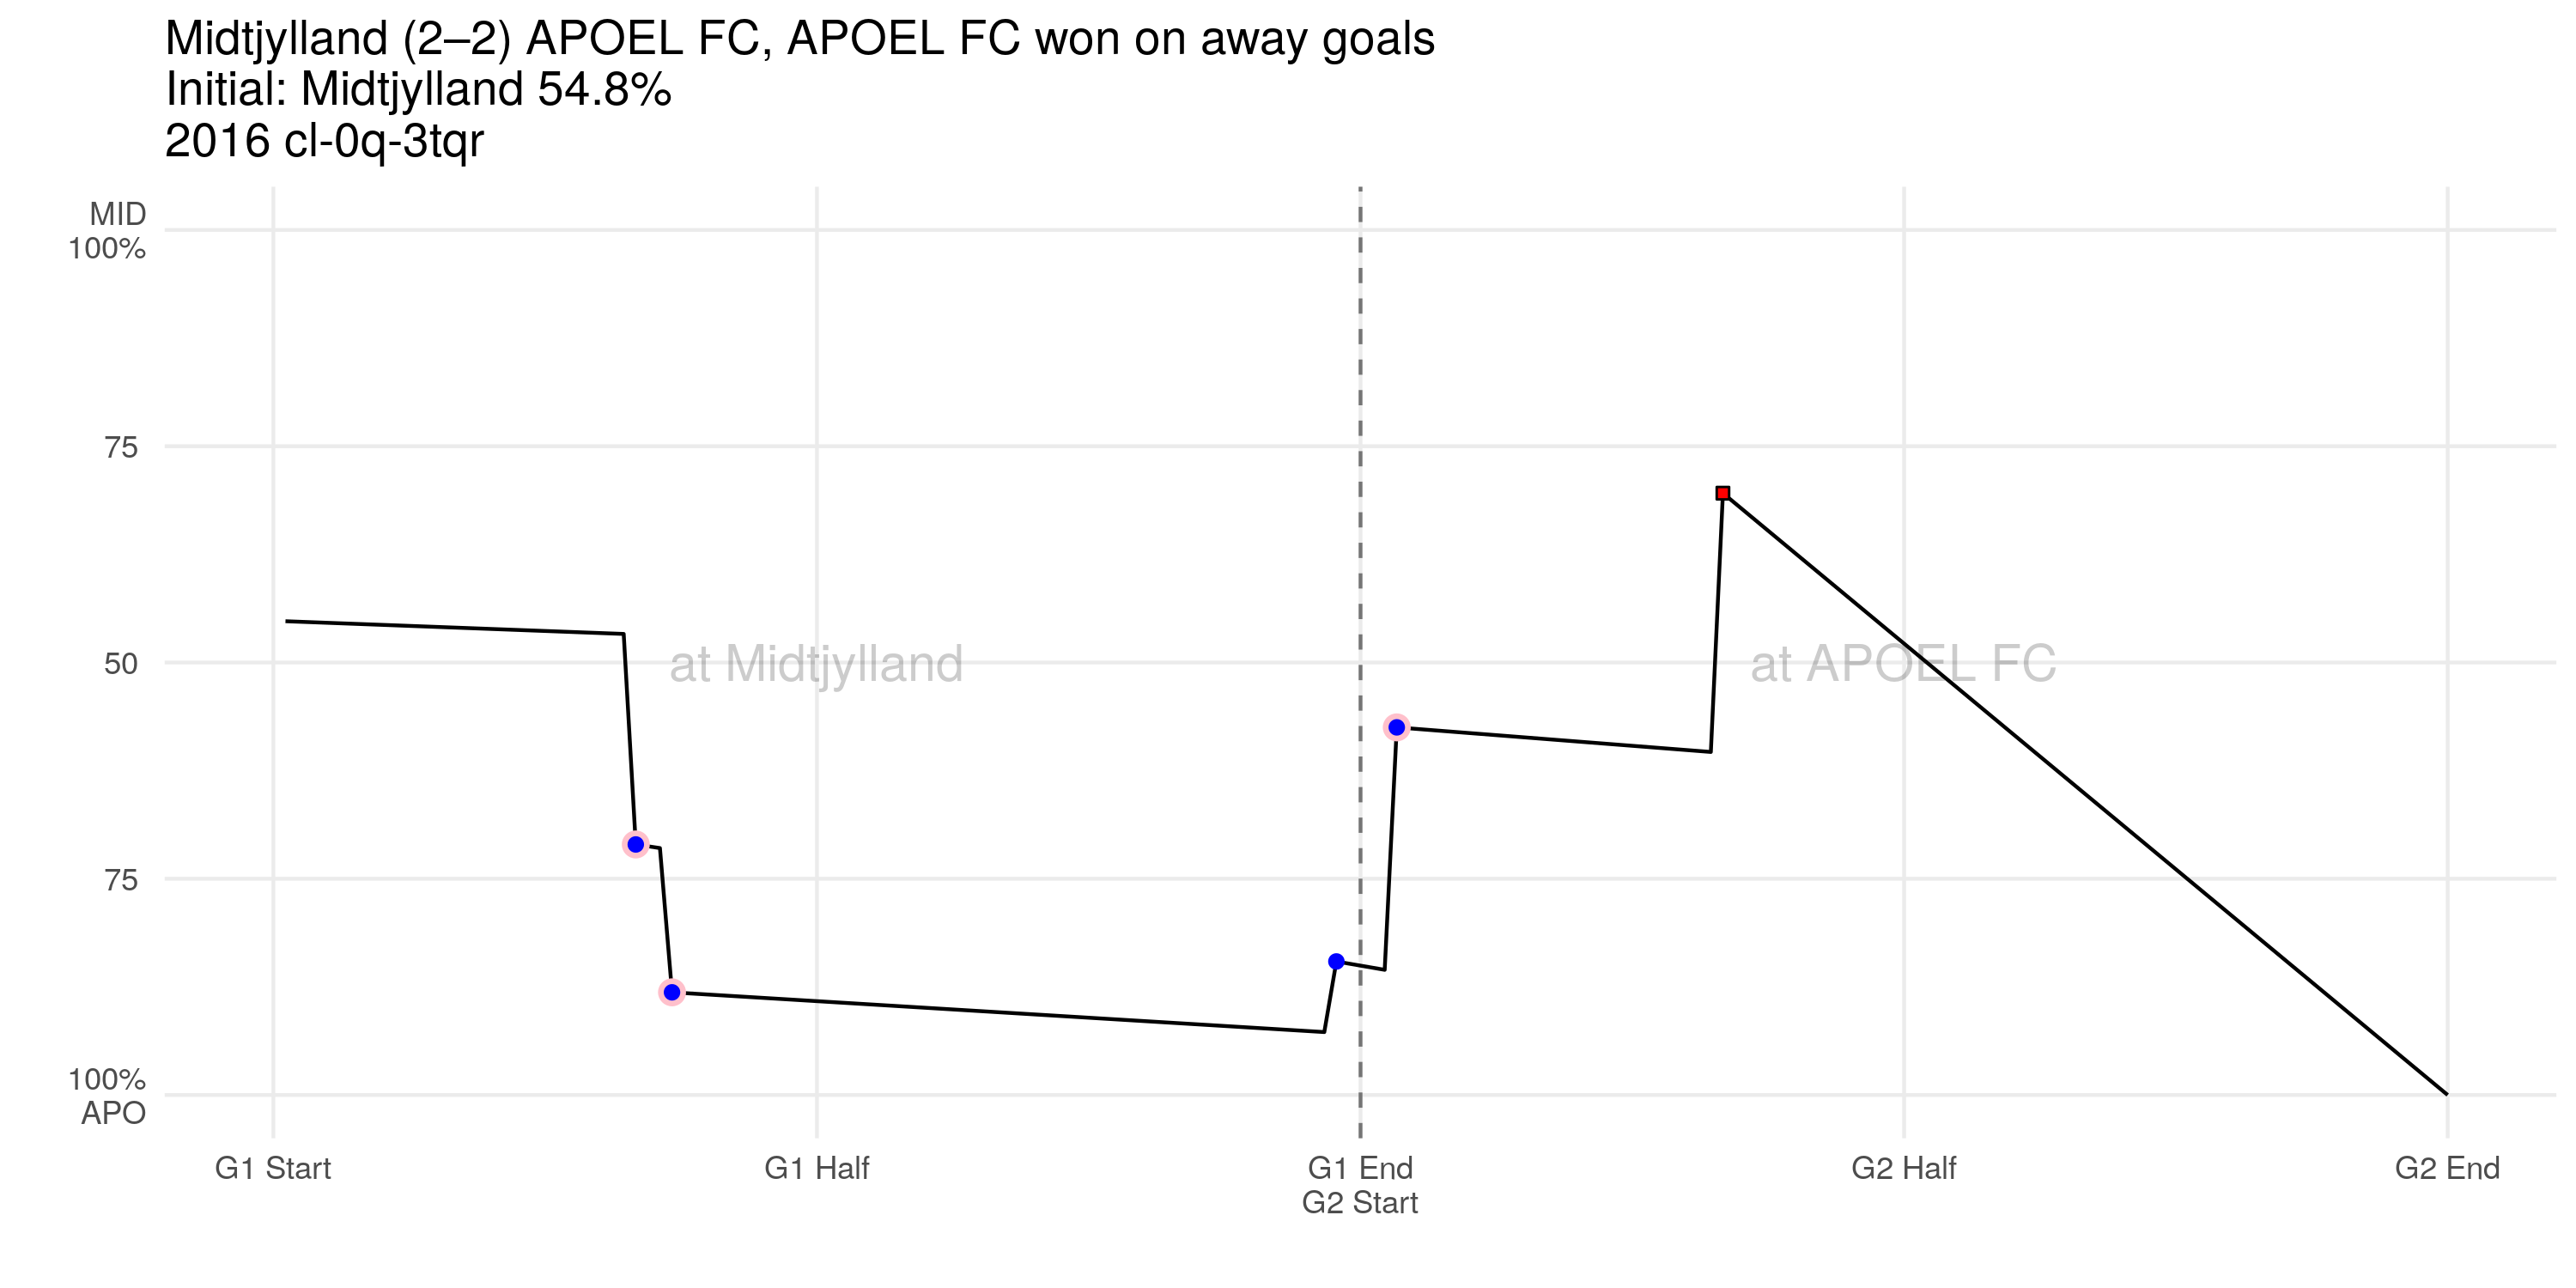 Midtjylland (2–2) APOEL FC, APOEL FC won on away goals
Initial: Midtjylland 54.8%
2016 cl-0q-3tqr
MID
100%
75
50
75
100%
APO
at Midtjylland
at APOEL FC
G1 Start
G1 Half
G1 End
G2 Start
G2 Half
G2 End